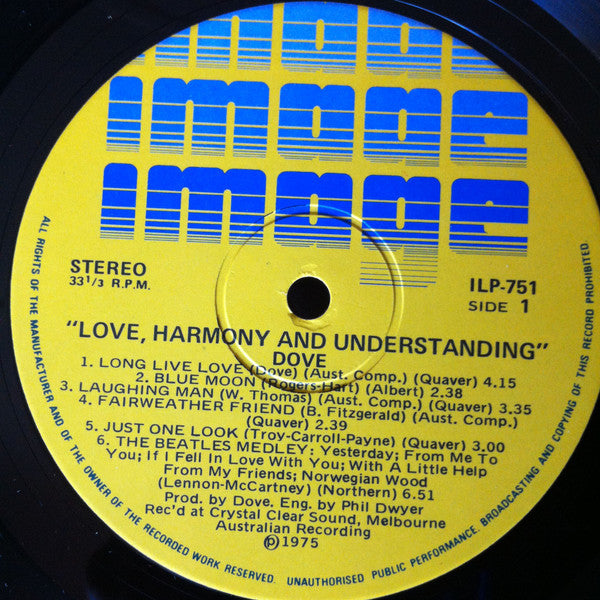 image
image
image
STEREO
33 1/3 R.P.M.
ILP-751
SIDE 1
"LOVE, HARMONY AND UNDERSTANDING"
DOVE
1. LONG LIVE LOVE (Dove) (Aust. Comp.) (Quaver) 4.15
2. BLUE MOON (Rogers-Hart) (Albert) 2.38
3. LAUGHING MAN (W. Thomas) (Aust. Comp.) (Quaver) 3.35
4. FAIRWEATHER FRIEND (B. Fitzgerald) (Aust. Comp.)
(Quaver) 2.39
5. JUST ONE LOOK (Troy-Carroll-Payne) (Quaver) 3.00
6. THE BEATLES MEDLEY: Yesterday; From Me To
You; If I Fell In Love With You; With A Little Help
From My Friends; Norwegian Wood
(Lennon-McCartney) (Northern) 6.51
Prod. by Dove. Eng. by Phil Dwyer
Rec'd at Crystal Clear Sound, Melbourne
Australian Recording
℗1975
ALL RIGHTS OF THE MANUFACTURER AND OF THE OWNER OF THE RECORDED WORK RESERVED. UNAUTHORISED PUBLIC PERFORMANCE, BROADCASTING AND COPYING OF THIS RECORD PROHIBITED.